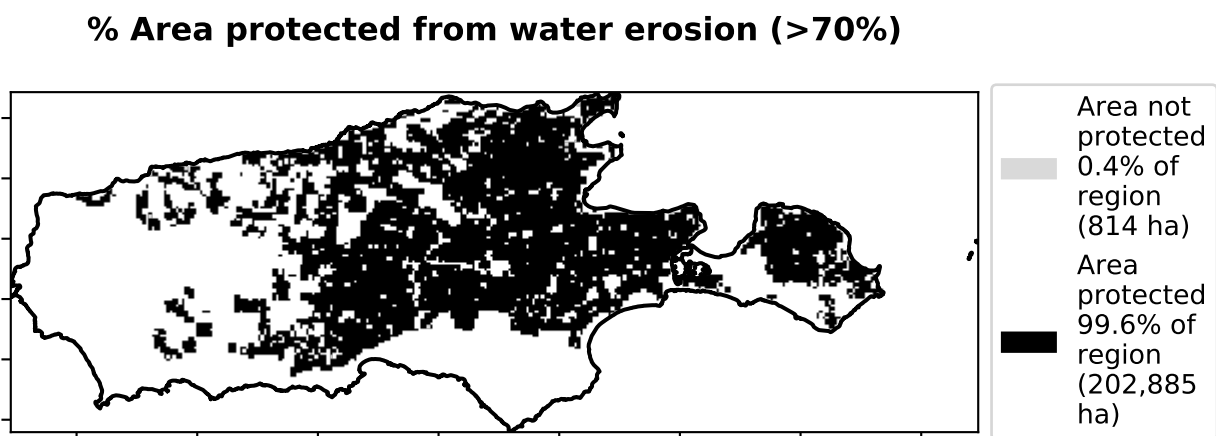 % Area protected from water erosion (>70%)
Area not
protected
0.4% of
region
(814 ha)
Area
protected
99.6% of
region
(202,885
ha)